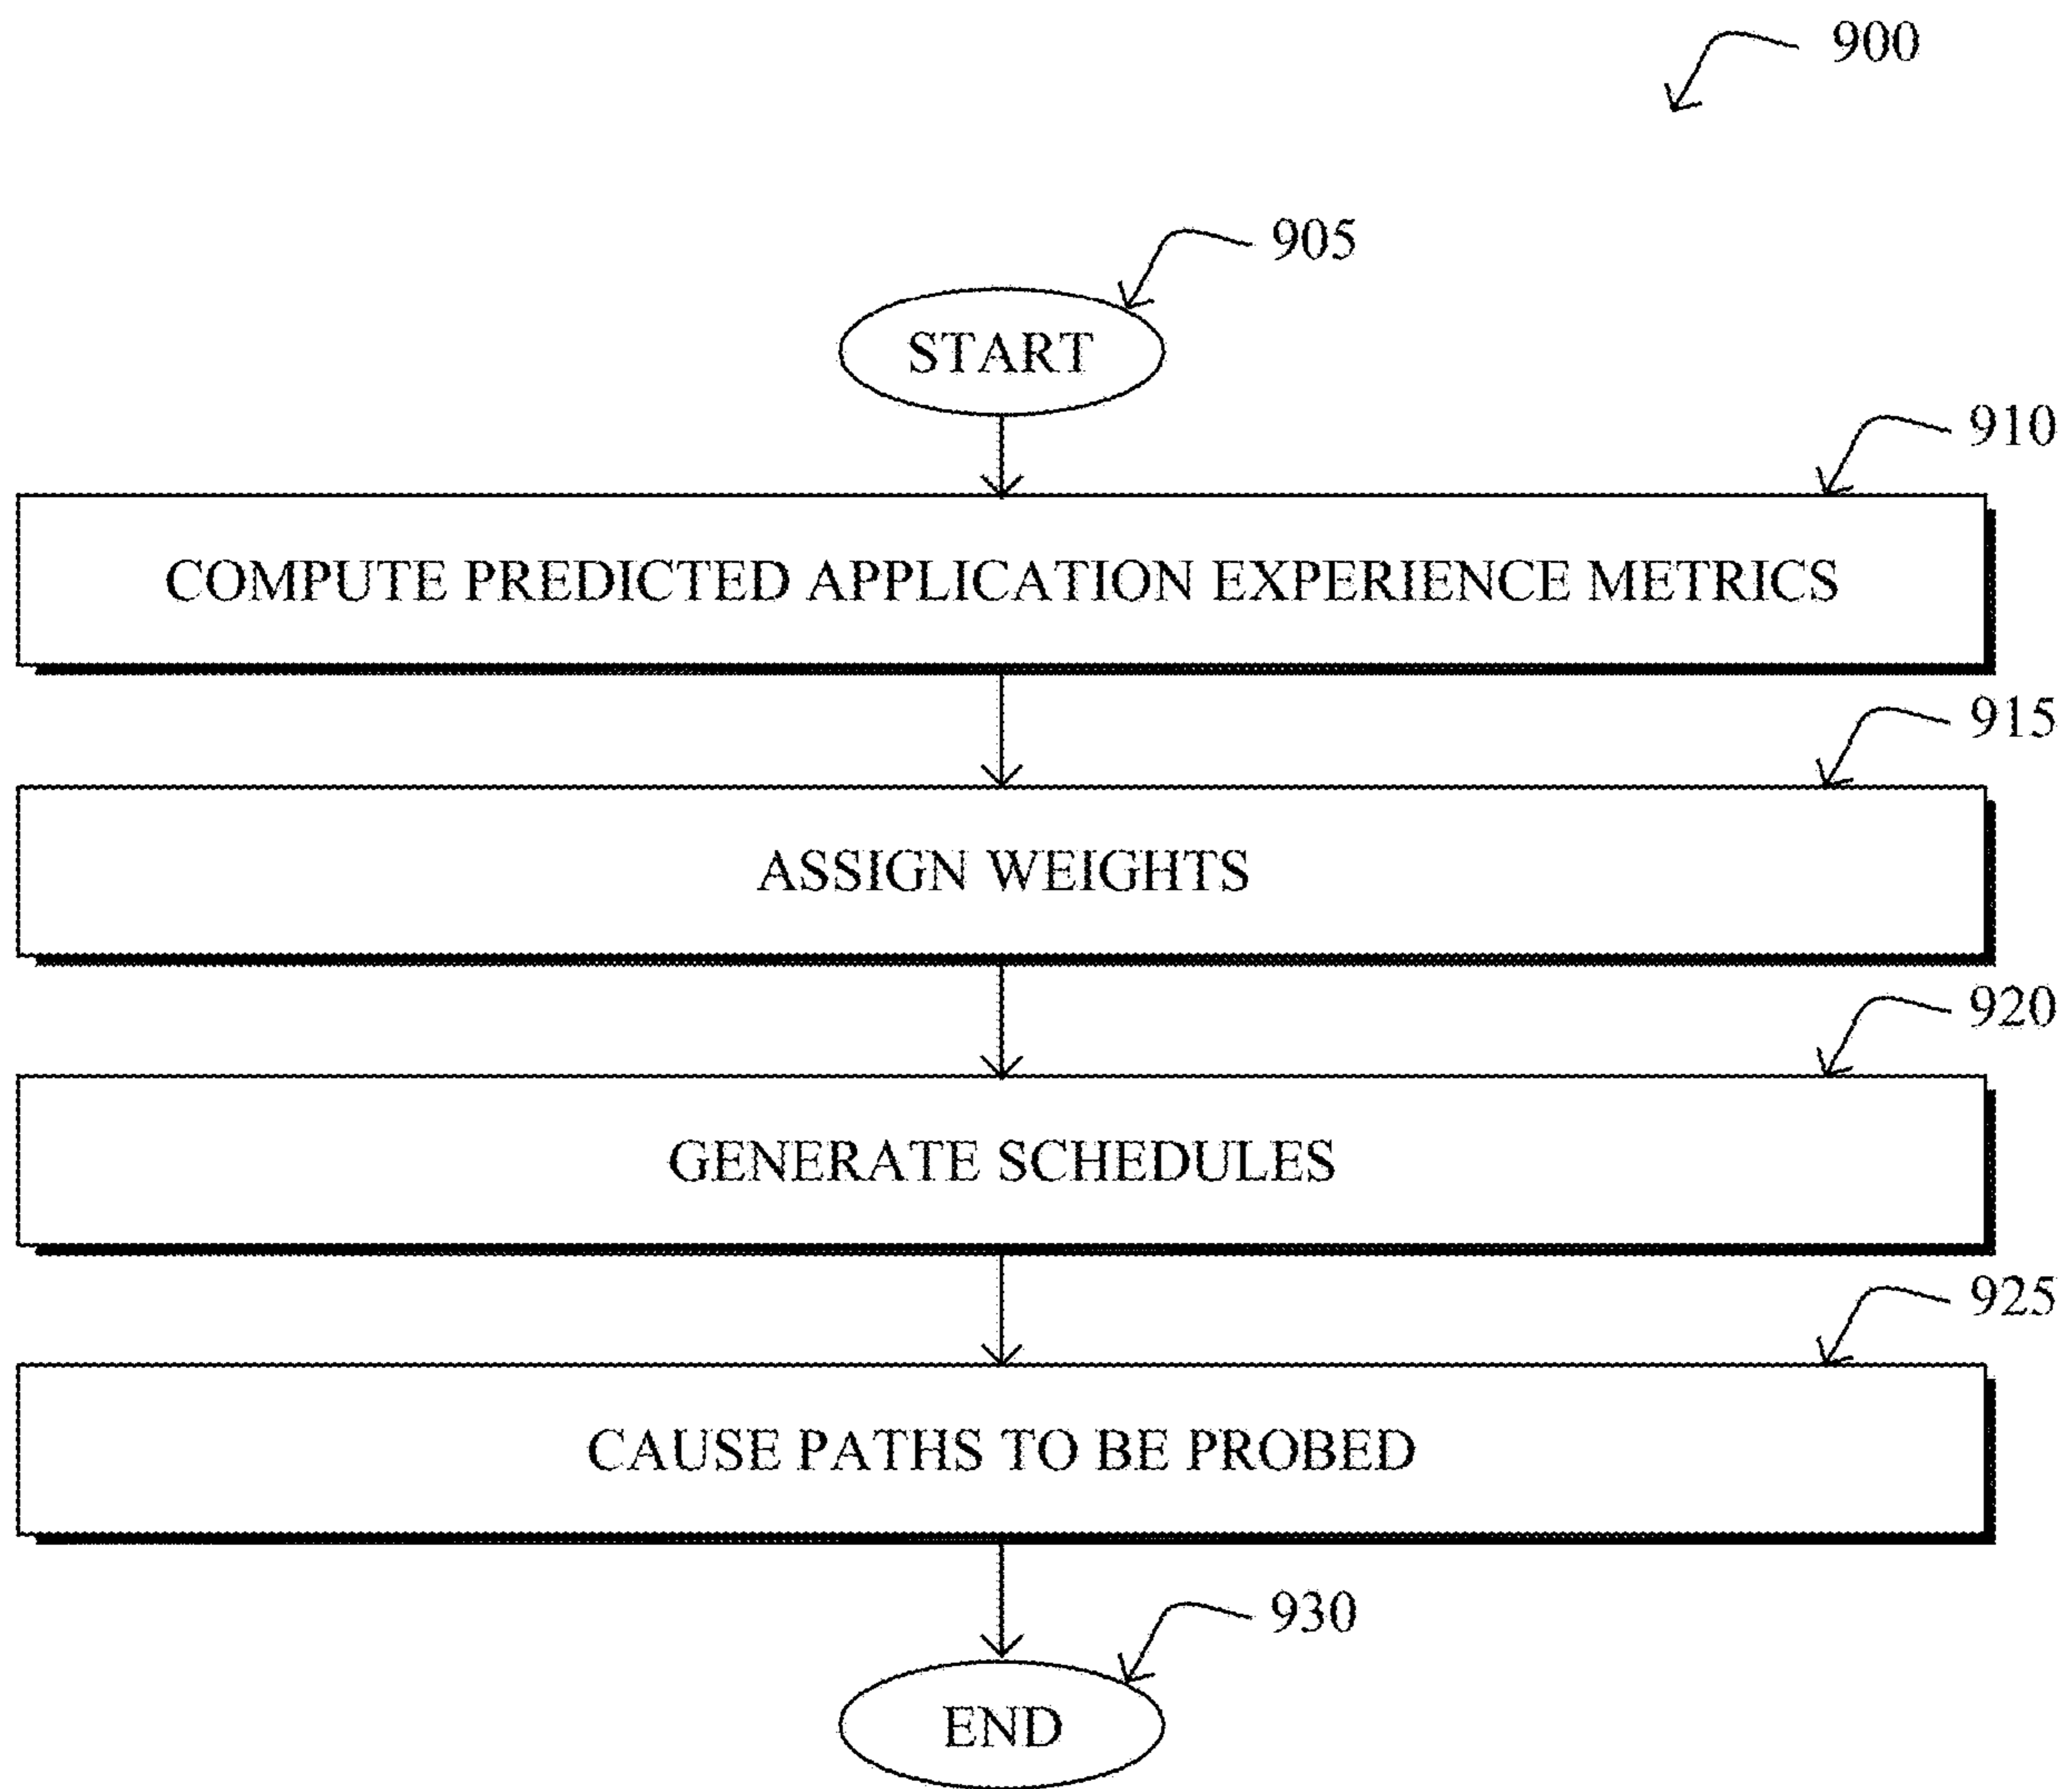 900
905
START
910
COMPUTE PREDICTED APPLICATION EXPERIENCE METRICS
915
ASSIGN WEIGHTS
920
GENERATE SCHEDULES
925
CAUSE PATHS TO BE PROBED
930
END